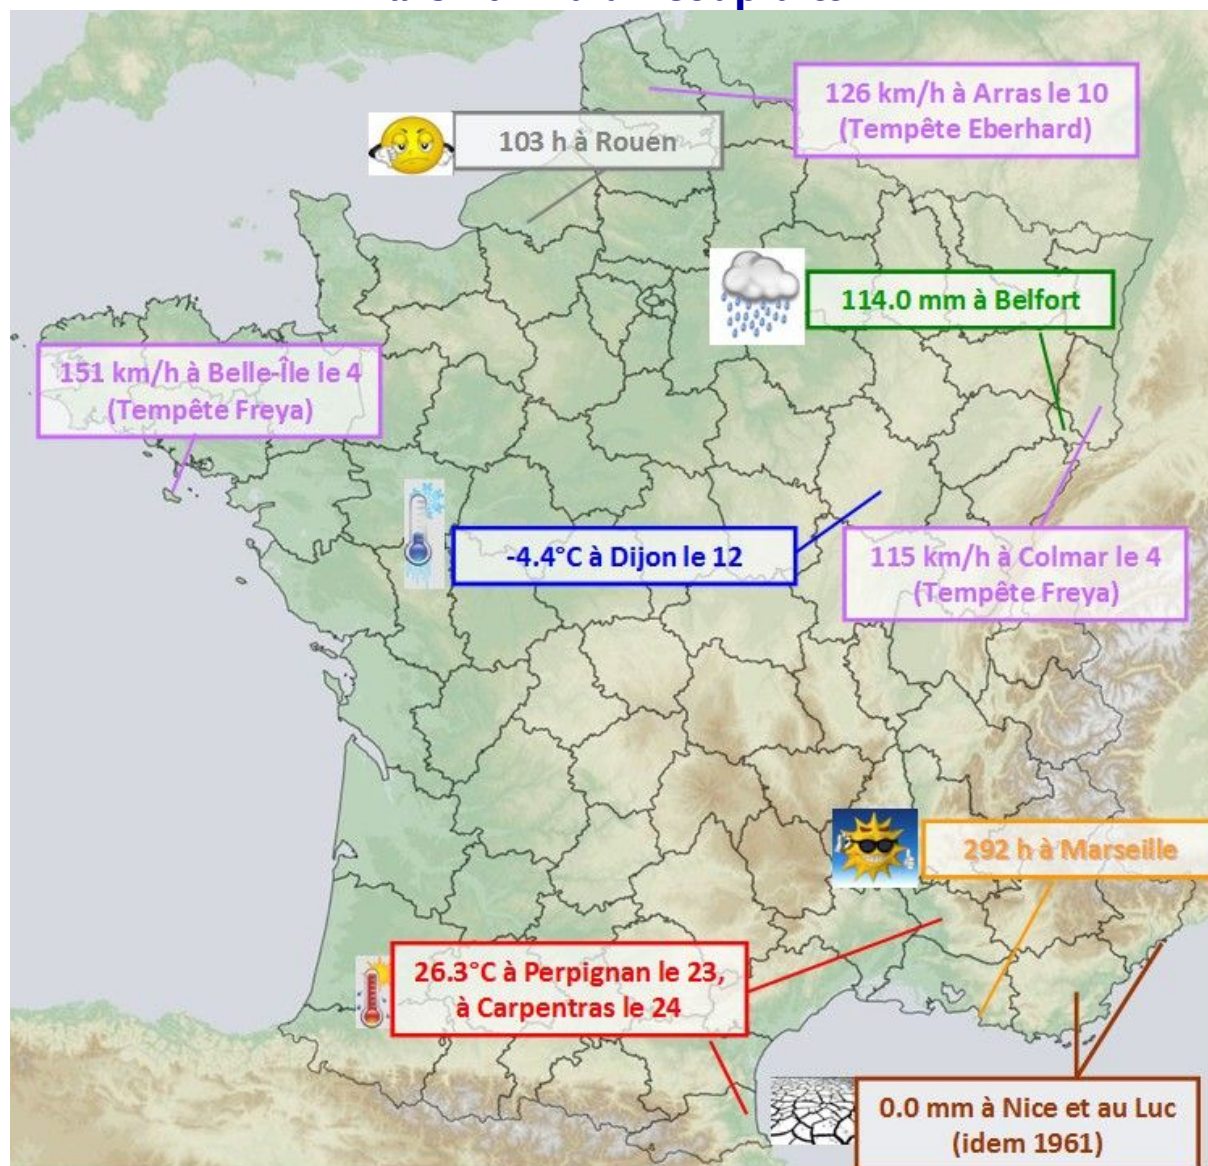 126 km/h à Arras le 10
(Tempête Eberhard)
103 h à Rouen
114.0 mm à Belfort
151 km/h à Belle-Île le 4
(Tempête Freya)
-4.4°C à Dijon le 12
115 km/h à Colmar le 4
(Tempête Freya)
292 h à Marseille
26.3°C à Perpignan le 23,
à Carpentras le 24
0.0 mm à Nice et au Luc
(idem 1961)